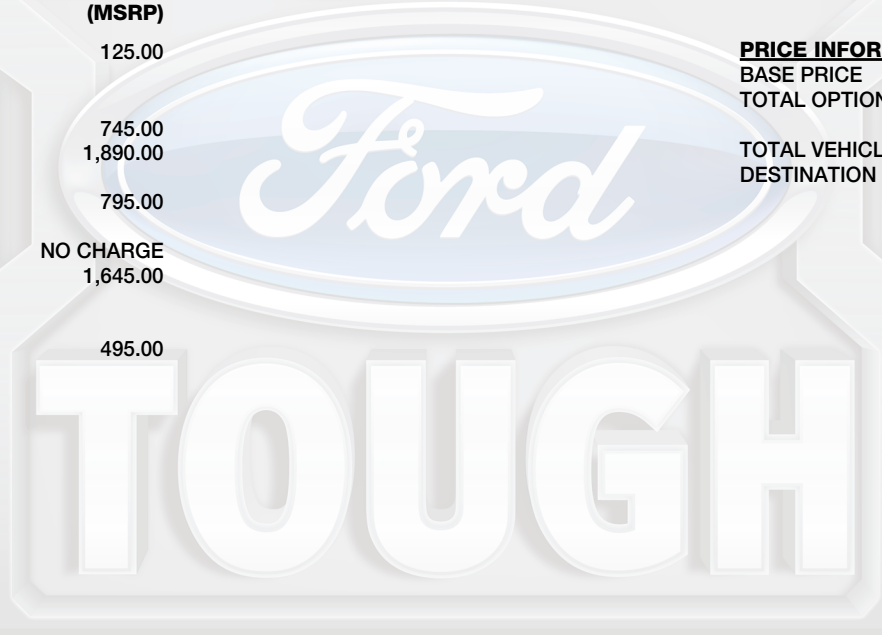 (MSRP)
125.00
745.00
1,890.00
795.00
NO CHARGE
1,645.00
495.00
PRICE INFOR
BASE PRICE
TOTAL OPTION
TOTAL VEHICL
DESTINATION
Ford
TOUGH